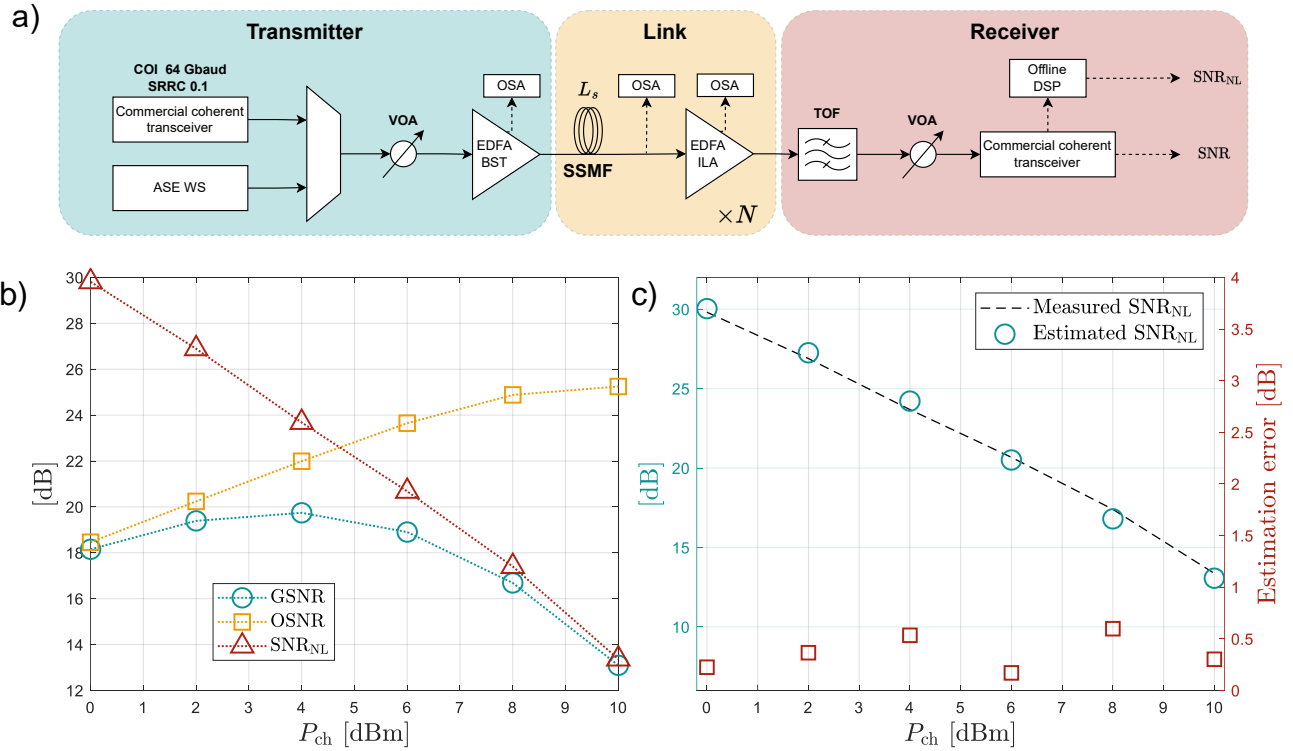 a)
Transmitter
Link
Receiver
COI 64 Gbaud
SRRC 0.1
Commercial coherent
transceiver
ASE WS
VOA
OSA
EDFA
BST
L_s
SSMF
OSA
OSA
EDFA
ILA
×N
TOF
VOA
Offline
DSP
Commercial coherent
transceiver
SNR_NL
SNR
b)
30
28
26
24
22
20
18
16
14
12
[dB]
GSNR
OSNR
SNR_NL
0 1 2 3 4 5 6 7 8 9 10
P_ch [dBm]
c)
30
25
20
15
10
[dB]
Measured SNR_NL
Estimated SNR_NL
4
3.5
3
2.5
2
1.5
1
0.5
0
Estimation error [dB]
0 1 2 3 4 5 6 7 8 9 10
P_ch [dBm]